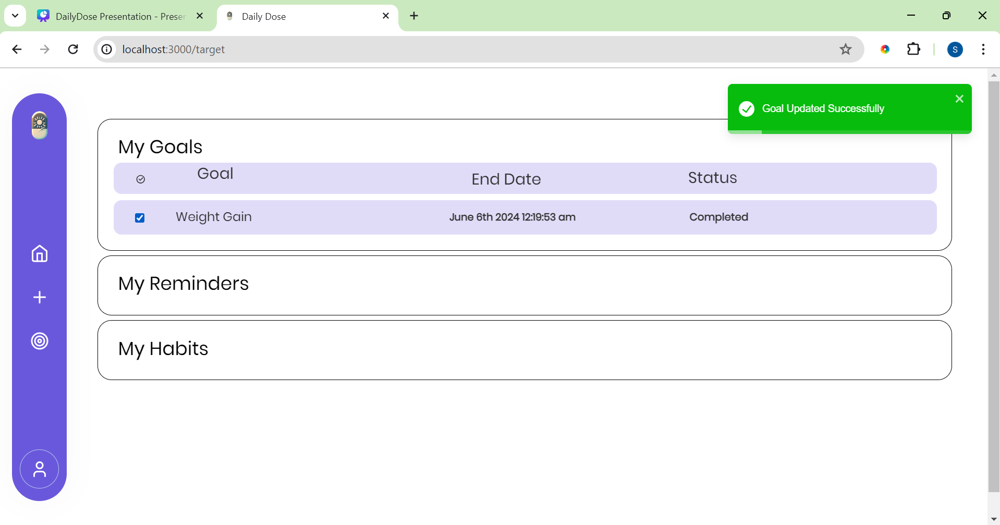 DailyDose Presentation - Preser
Daily Dose
localhost:3000/target
S
Goal Updated Successfully
My Goals
Goal End Date Status
Weight Gain June 6th 2024 12:19:53 am Completed
My Reminders
My Habits